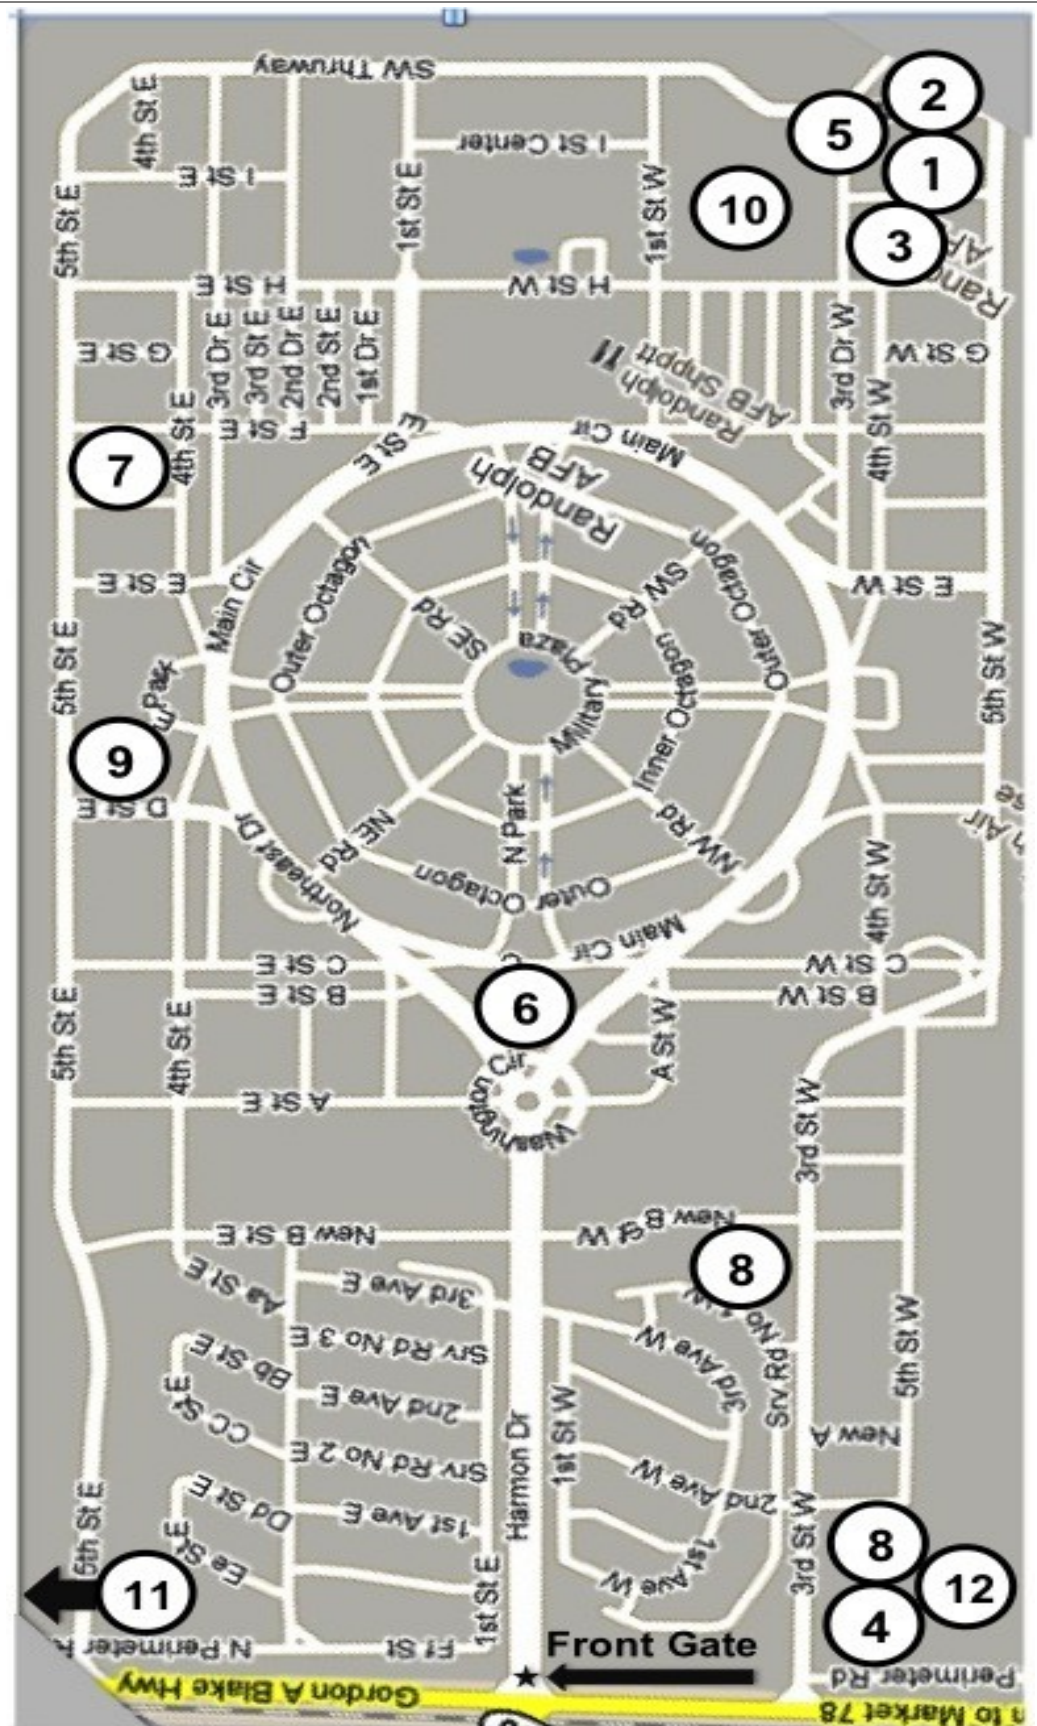 SW Thruway
4th St E
2
5
1
I St Center
I St E
1st St E
1st St W
10
3
5th St E
H St E
H St W
G St E
3rd Dr E
3rd St E
2nd Dr E
2nd St E
1st Dr E
Randolph
AFB Shpptt
3rd Dr W
G St W
4th St E
F St E
E St E
Main Cir
4th St W
7
Randolph
AFB
E St E
Main Cir
Outer Octagon
SE Rd
SW Rd
Outer Octagon
E St W
5th St E
Plaza
Military
Inner Octagon
5th St W
9
D St E
Northeast Dr
NE Rd
N Park
NW Rd
Outer Octagon
Outer Octagon
Main Cir
4th St W
C St E
C St W
B St E
B St W
6
5th St E
4th St E
A St W
A St E
Washington Cir
3rd St W
New B St E
New B St W
8
Aa St E
3rd Ave E
3rd Ave W
Srv Rd No
Srv Rd No 3
Bb St E
2nd Ave E
CC St E
Srv Rd No 2
Harmon Dr
1st St W
5th St W
New A
2nd Ave W
Dd St E
1st Ave E
1st Ave W
Ee St E
5th St E
1st St E
3rd St W
8
12
4
11
N Perimeter R
Ff St
Front Gate
Perimeter Rd
Gordon A Blake Hwy
to Market 78